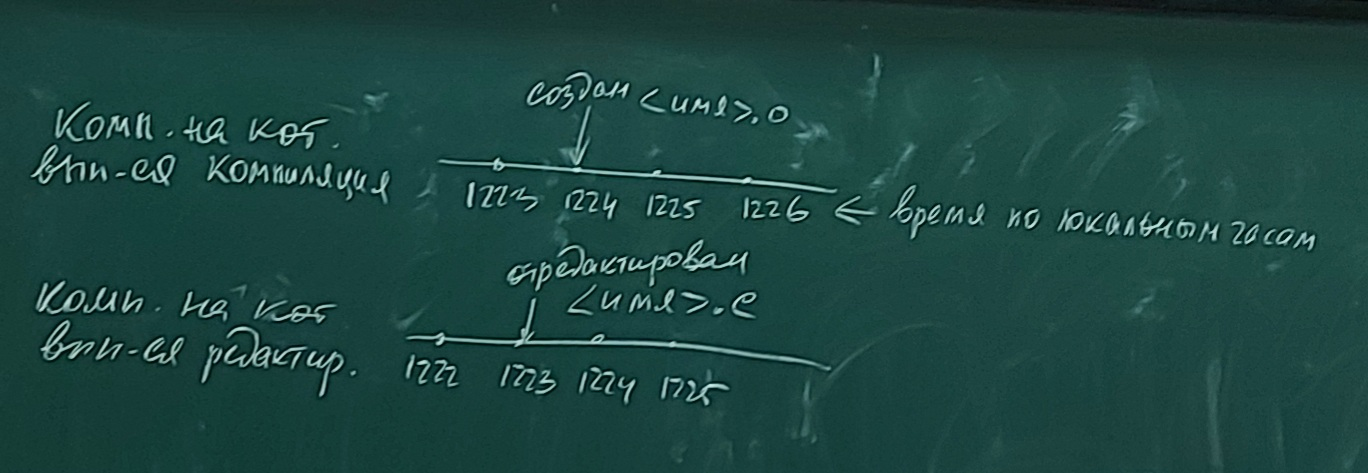 создан <имя>.o
Комп. на кот.
вып-ся компиляция
1223 1224 1225 1226 ← время по локальным часам
отредактирован
<имя>.c
Комп. на кот
вып-ся редактир.
1222 1223 1224 1225